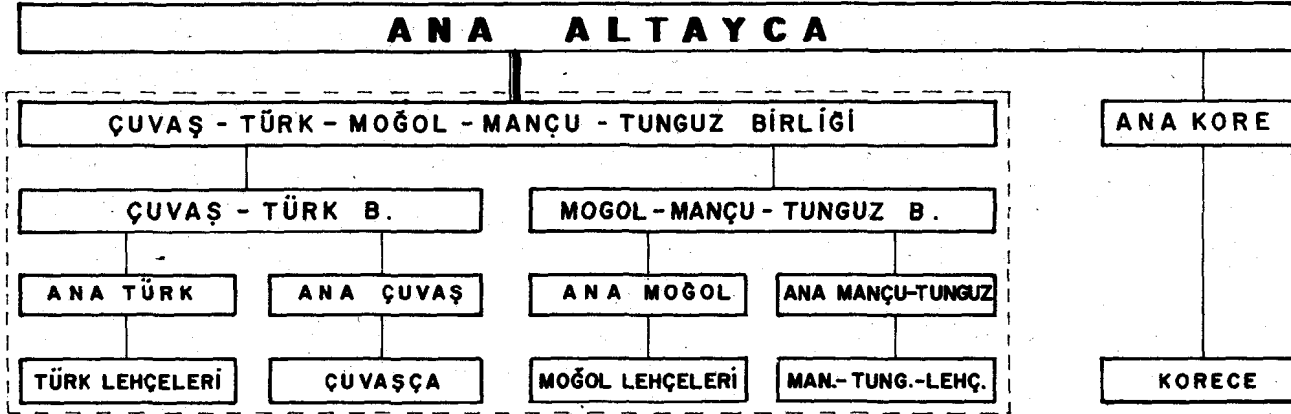 ANA ALTAYCA
ÇUVAŞ - TÜRK - MOĞOL - MANÇU - TUNGUZ BİRLİĞİ
ANA KORE
ÇUVAŞ - TÜRK B.
MOGOL - MANÇU - TUNGUZ B.
ANA TÜRK
ANA ÇUVAŞ
ANA MOĞOL
ANA MANÇU-TUNGUZ
TÜRK LEHÇELERİ
ÇUVAŞÇA
MOĞOL LEHÇELERİ
MAN.- TUNG.-LEHÇ.
KORECE